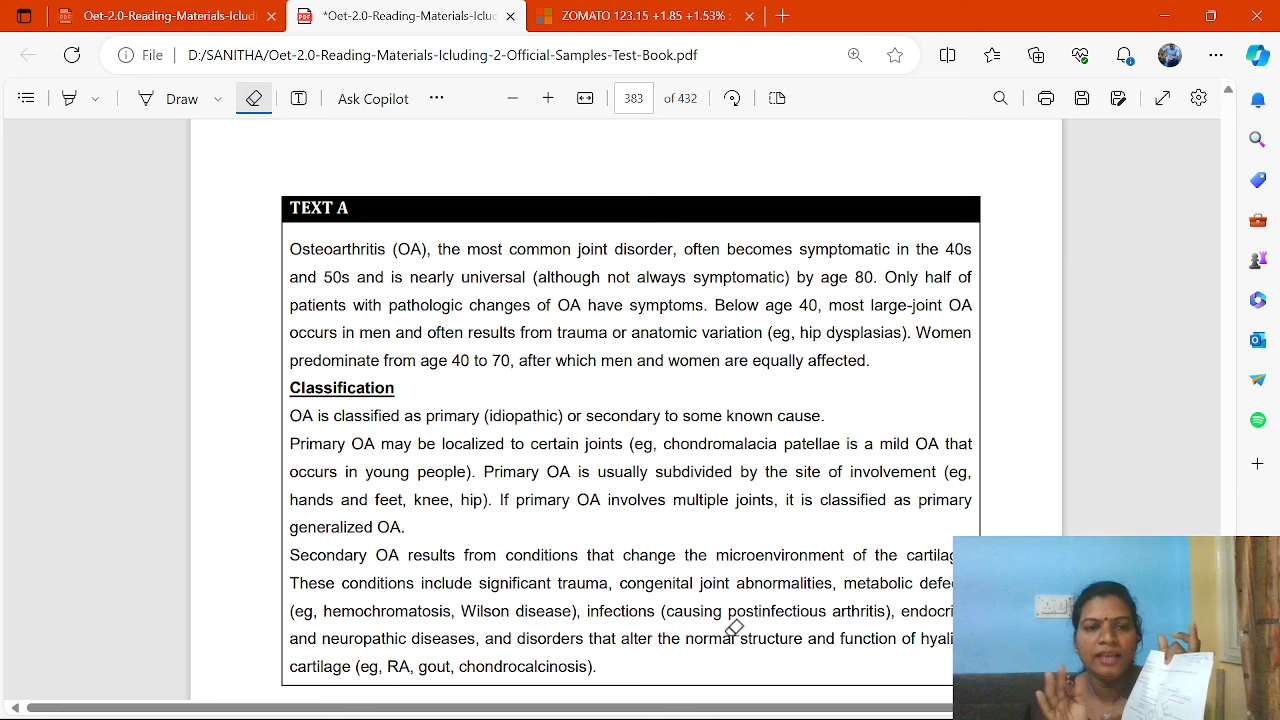 Oet-2.0-Reading-Materials-Icludi
*Oet-2.0-Reading-Materials-Iclud
ZOMATO 123.15 +1.85 +1.53% :
File
D:/SANITHA/Oet-2.0-Reading-Materials-Icluding-2-Official-Samples-Test-Book.pdf
Draw
Ask Copilot
383 of 432
TEXT A
Osteoarthritis (OA), the most common joint disorder, often becomes symptomatic in the 40s
and 50s and is nearly universal (although not always symptomatic) by age 80. Only half of
patients with pathologic changes of OA have symptoms. Below age 40, most large-joint OA
occurs in men and often results from trauma or anatomic variation (eg, hip dysplasias). Women
predominate from age 40 to 70, after which men and women are equally affected.
Classification
OA is classified as primary (idiopathic) or secondary to some known cause.
Primary OA may be localized to certain joints (eg, chondromalacia patellae is a mild OA that
occurs in young people). Primary OA is usually subdivided by the site of involvement (eg,
hands and feet, knee, hip). If primary OA involves multiple joints, it is classified as primary
generalized OA.
Secondary OA results from conditions that change the microenvironment of the cartilag
These conditions include significant trauma, congenital joint abnormalities, metabolic defe
(eg, hemochromatosis, Wilson disease), infections (causing postinfectious arthritis), endocri
and neuropathic diseases, and disorders that alter the normal structure and function of hyali
cartilage (eg, RA, gout, chondrocalcinosis).